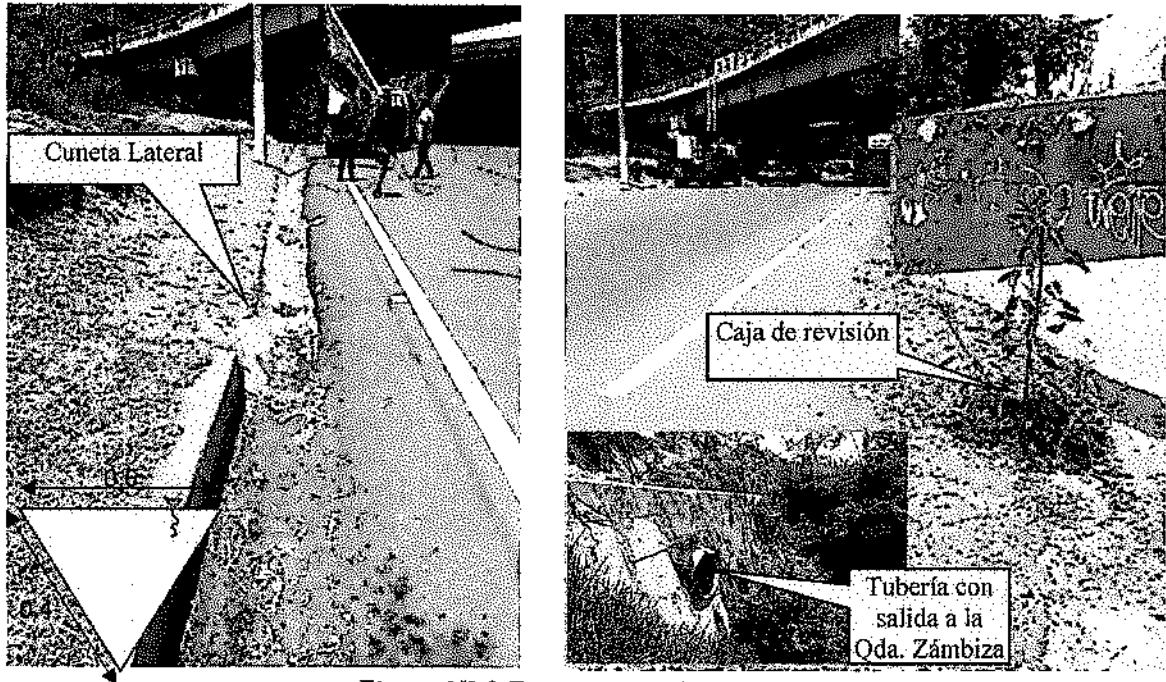 Cuneta Lateral
0.6
0.4
Caja de revisión
Tubería con
salida a la
Qda. Zámbiza